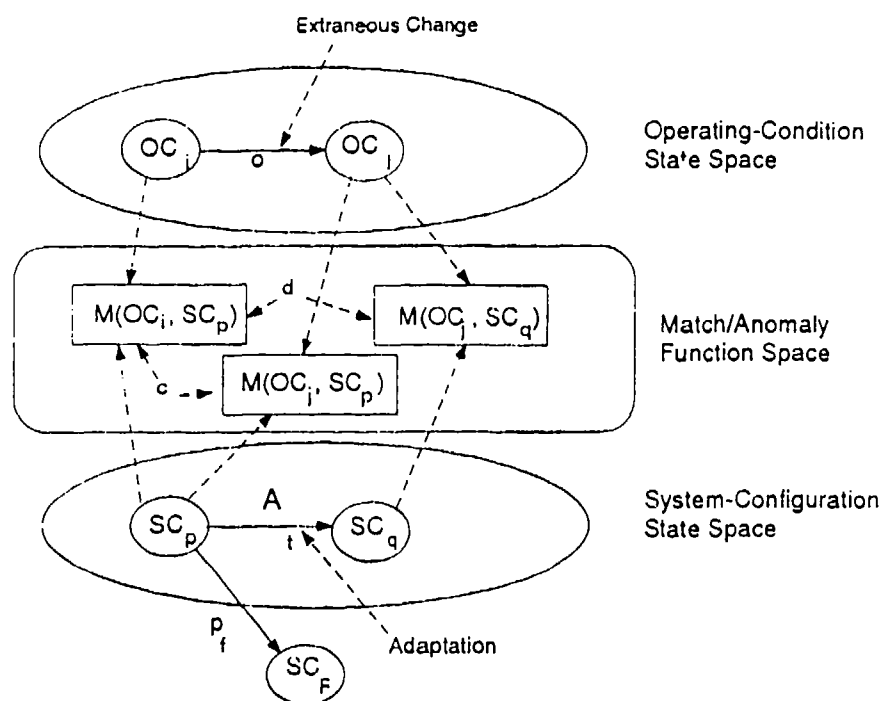 Extraneous Change
OC i
o
OC j
Operating-Condition
State Space
M(OC i, SC p)
d
M(OC j, SC q)
c
M(OC j, SC p)
Match/Anomaly
Function Space
SC p
A
t
SC q
System-Configuration
State Space
p f
SC F
Adaptation